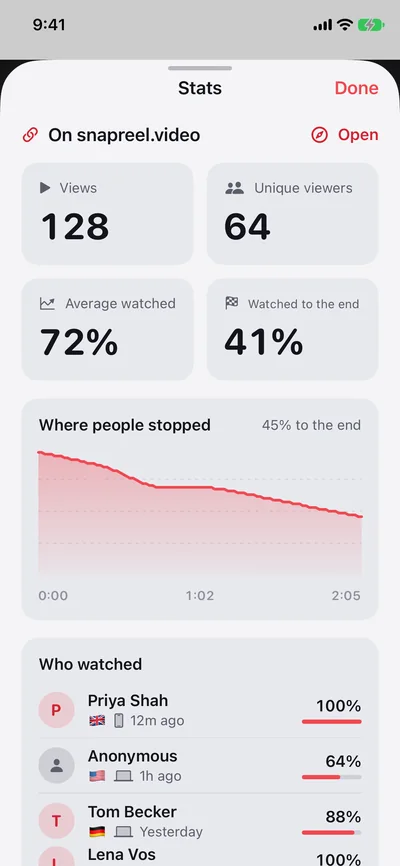 9:41
Stats
Done
On snapreel.video
Open
Views
128
Unique viewers
64
Average watched
72%
Watched to the end
41%
Where people stopped
45% to the end
0:00
1:02
2:05
Who watched
P
Priya Shah
12m ago
100%
Anonymous
1h ago
64%
T
Tom Becker
Yesterday
88%
L
Lena Vos
100%